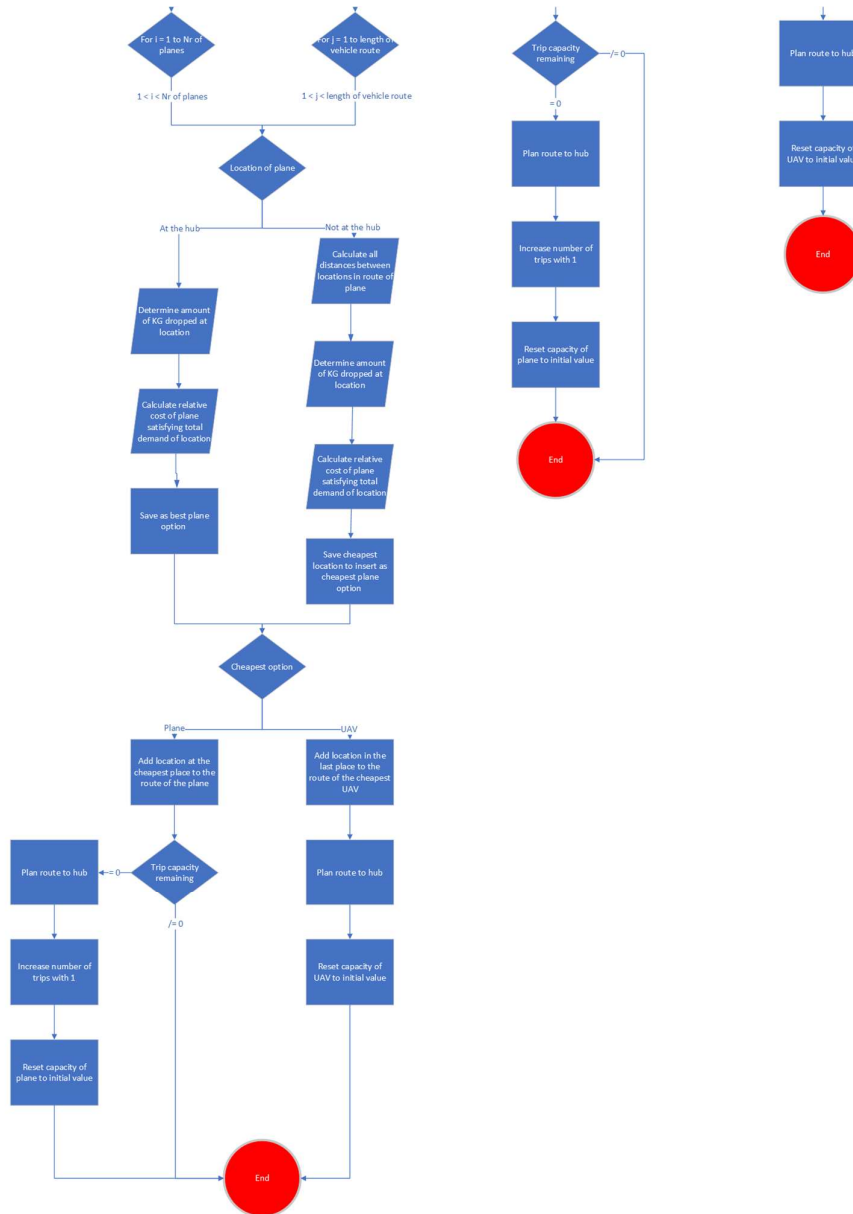 For i = 1 to Nr of
planes
For j = 1 to length of
vehicle route
1 < i < Nr of planes
1 < j < length of vehicle route
Location of plane
At the hub
Not at the hub
Determine amount
of KG dropped at
location
Calculate relative
cost of plane
satisfying total
demand of location
Save as best plane
option
Calculate all
distances between
locations in route of
plane
Determine amount
of KG dropped at
location
Calculate relative
cost of plane
satisfying total
demand of location
Save cheapest
location to insert as
cheapest plane
option
Cheapest option
Plane
UAV
Add location at the
cheapest place to the
route of the plane
Trip capacity
remaining
= 0
/= 0
Plan route to hub
Increase number of
trips with 1
Reset capacity of
plane to initial value
Add location in the
last place to the
route of the cheapest
UAV
Plan route to hub
Reset capacity of
UAV to initial value
End
Trip capacity
remaining
/= 0
= 0
Plan route to hub
Increase number of
trips with 1
Reset capacity of
plane to initial value
End
Plan route to hub
Reset capacity of
UAV to initial value
End